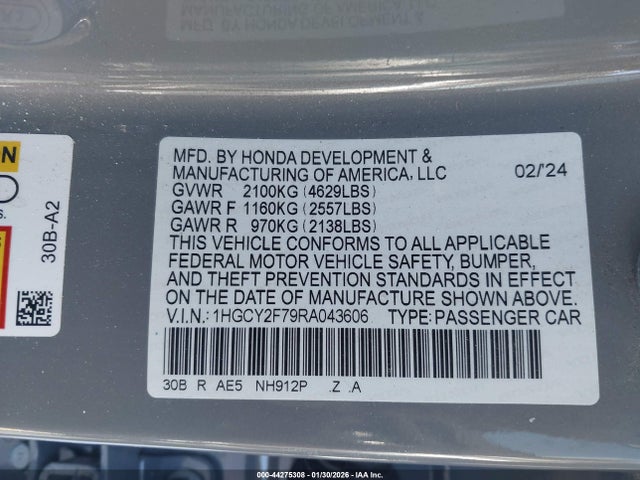 MFD. BY HONDA DEVELOPMENT &
MANUFACTURING OF AMERICA, LLC 02/'24
GVWR 2100KG (4629LBS)
GAWR F 1160KG (2557LBS)
GAWR R 970KG (2138LBS)
THIS VEHICLE CONFORMS TO ALL APPLICABLE
FEDERAL MOTOR VEHICLE SAFETY, BUMPER,
AND THEFT PREVENTION STANDARDS IN EFFECT
ON THE DATE OF MANUFACTURE SHOWN ABOVE.
V.I.N.: 1HGCY2F79RA043606 TYPE: PASSENGER CAR
30B R AE5 NH912P .Z .A
30B-A2
000-44275308 - 01/30/2026 - IAA Inc.